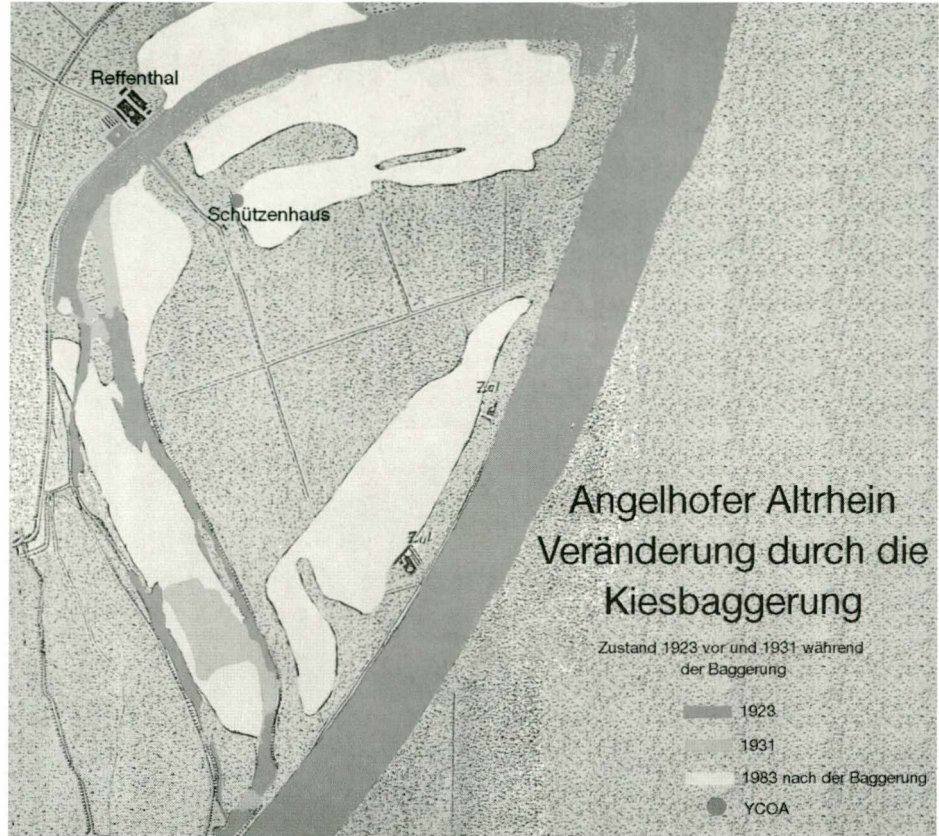 Reffenthal
Schützenhaus
Angelhofer Altrhein
Veränderung durch die
Kiesbaggerung
Zustand 1923 vor und 1931 während
der Baggerung
1923
1931
1983 nach der Baggerung
YCOA